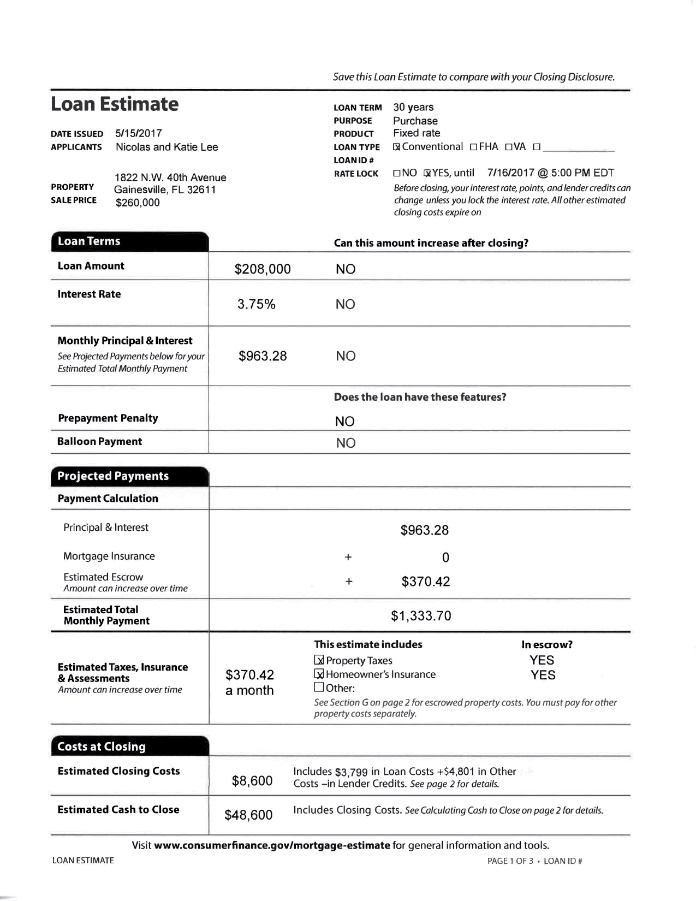 Save this Loan Estimate to compare with your Closing Disclosure.
Loan Estimate
DATE ISSUED 5/15/2017
APPLICANTS Nicolas and Katie Lee
1822 N.W. 40th Avenue
PROPERTY Gainesville, FL 32611
SALE PRICE $260,000
LOAN TERM 30 years
PURPOSE Purchase
PRODUCT Fixed rate
LOAN TYPE ☒ Conventional ☐ FHA ☐ VA ☐ ____________
LOAN ID #
RATE LOCK ☐ NO ☒ YES, until 7/16/2017 @ 5:00 PM EDT
Before closing, your interest rate, points, and lender credits can
change unless you lock the interest rate. All other estimated
closing costs expire on
Loan Terms Can this amount increase after closing?
Loan Amount $208,000 NO
Interest Rate 3.75% NO
Monthly Principal & Interest
See Projected Payments below for your $963.28 NO
Estimated Total Monthly Payment
Does the loan have these features?
Prepayment Penalty NO
Balloon Payment NO
Projected Payments
Payment Calculation
Principal & Interest $963.28
Mortgage Insurance + 0
Estimated Escrow + $370.42
Amount can increase over time
Estimated Total $1,333.70
Monthly Payment
Estimated Taxes, Insurance
& Assessments
Amount can increase over time
$370.42
a month
This estimate includes In escrow?
☒ Property Taxes YES
☒ Homeowner's Insurance YES
☐ Other:
See Section G on page 2 for escrowed property costs. You must pay for other
property costs separately.
Costs at Closing
Estimated Closing Costs $8,600 Includes $3,799 in Loan Costs +$4,801 in Other
Costs –in Lender Credits. See page 2 for details.
Estimated Cash to Close $48,600 Includes Closing Costs. See Calculating Cash to Close on page 2 for details.
Visit www.consumerfinance.gov/mortgage-estimate for general information and tools.
LOAN ESTIMATE PAGE 1 OF 3 • LOAN ID #